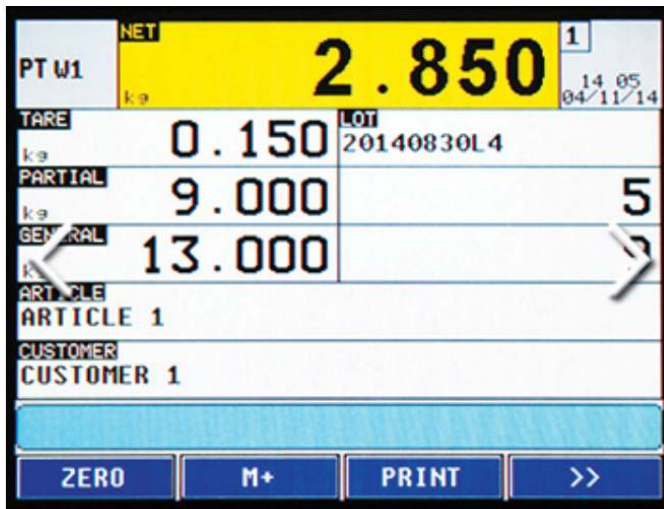 NET
PT W1
2.850
kg
1
14 05
04/11/14
TARE
kg
0.150
LOT
20140830L4
PARTIAL
kg
9.000
5
GENERAL
13.000
ARTICLE
ARTICLE 1
CUSTOMER
CUSTOMER 1
ZERO
M+
PRINT
>>